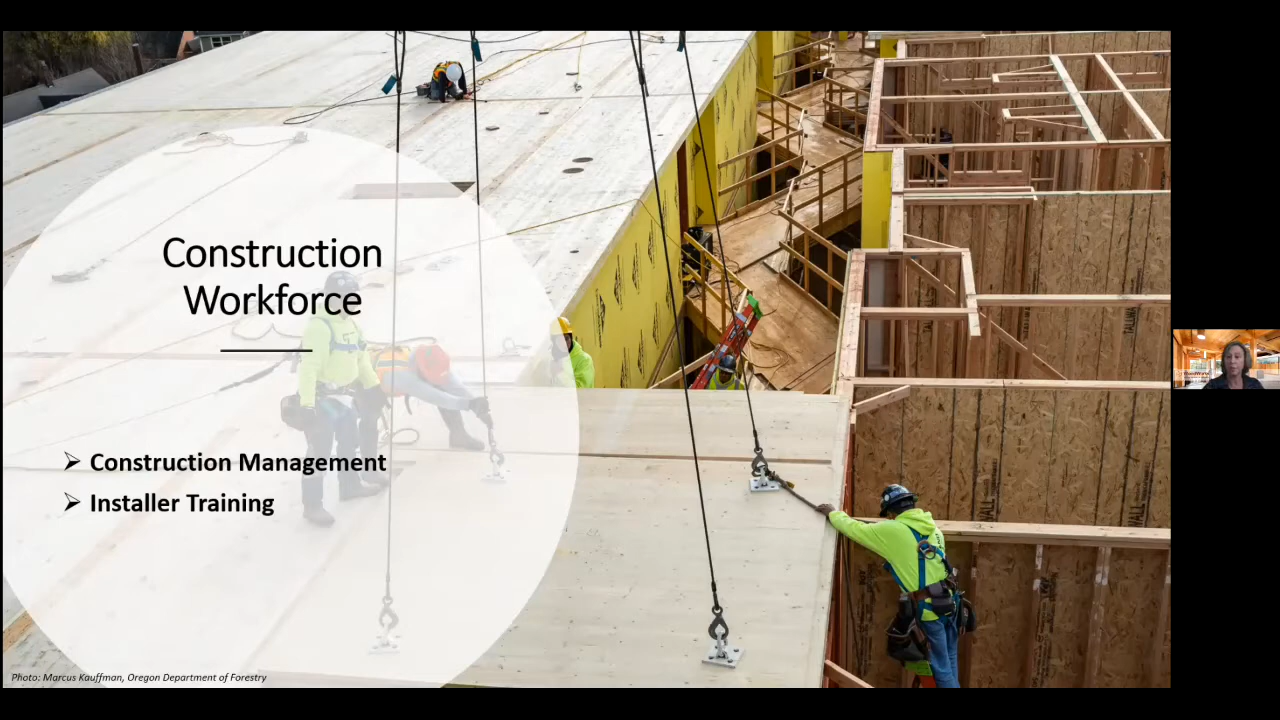 Construction
Workforce
➢ Construction Management
➢ Installer Training
Photo: Marcus Kauffman, Oregon Department of Forestry